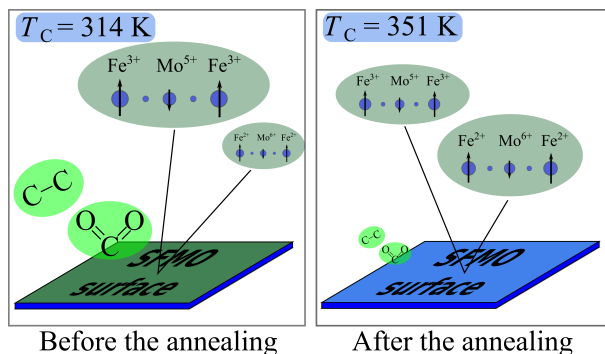 T_C = 314 K
Fe³⁺ Mo⁵⁺ Fe³⁺
Fe²⁺ Mo⁶⁺ Fe²⁺
C–C
O O
C
SFMO
surface
Before the annealing
T_C = 351 K
Fe³⁺ Mo⁵⁺ Fe³⁺
Fe²⁺ Mo⁶⁺ Fe²⁺
C–C
O O
C
SFMO
surface
After the annealing